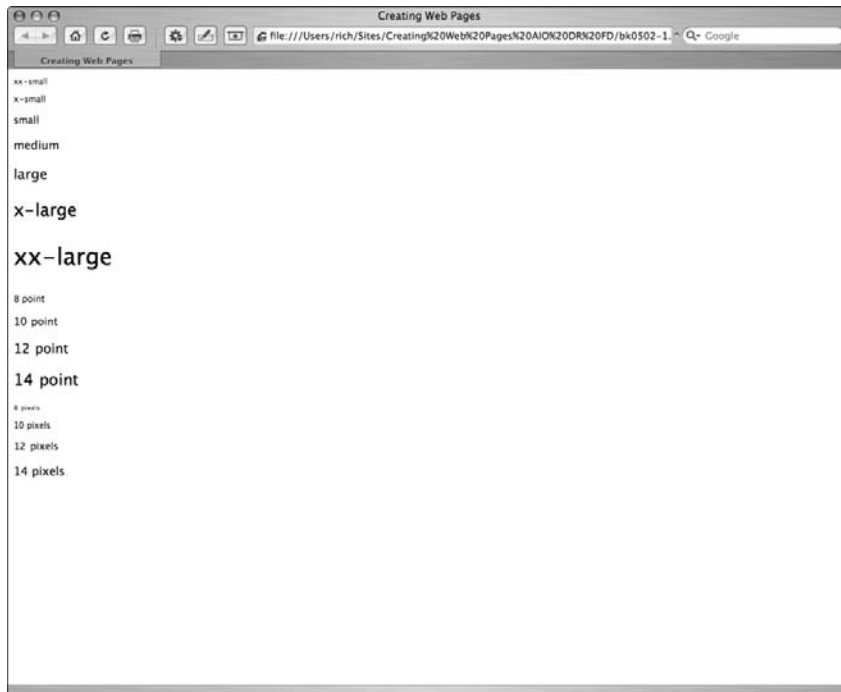 Creating Web Pages
file:///Users/rich/Sites/Creating%20Web%20Pages%20AIO%20DR%20FD/bk0502-1.
Google
Creating Web Pages
xx-small
x-small
small
medium
large
x-large
xx-large
8 point
10 point
12 point
14 point
8 pixels
10 pixels
12 pixels
14 pixels